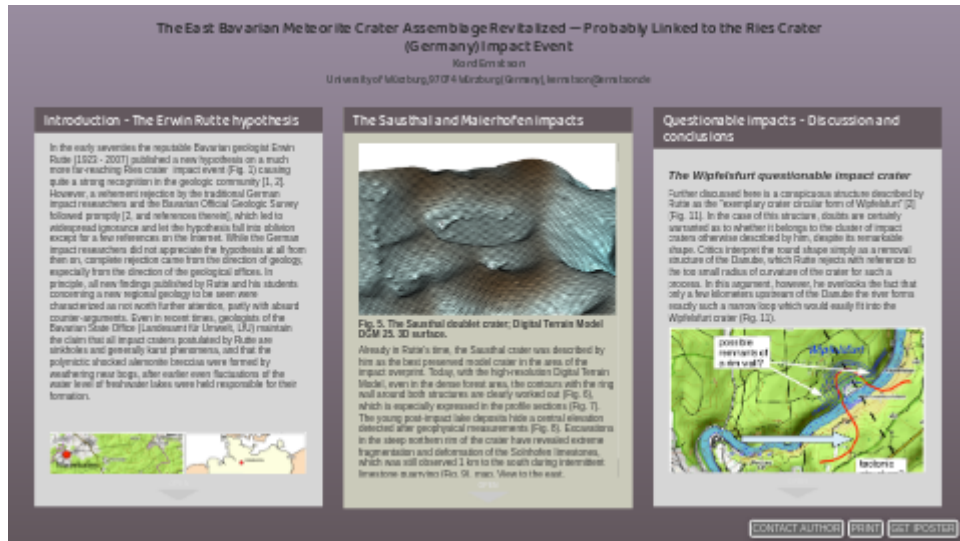 The East Bavarian Meteorite Crater Assemblage Revitalized — Probably Linked to the Ries Crater
(Germany) Impact Event
Kord Ernstson
University of Würzburg, 97074 Würzburg (Germany), kernstson@ernstson.de
Introduction - The Erwin Rutte hypothesis
In the early seventies the reputable Bavarian geologist Erwin
Rutte (1923 - 2007) published a new hypothesis on a much
more far-reaching Ries crater impact event (Fig. 1) causing
quite a strong recognition in the geologic community [1, 2].
However, a vehement rejection by the traditional German
impact researchers and the Bavarian Official Geologic Survey
followed promptly [2, and references therein], which led to
widespread ignorance and let the hypothesis fall into oblivion
except for a few references on the Internet. While the German
impact researchers did not appreciate the hypothesis at all from
then on, complete rejection came from the direction of geology,
especially from the direction of the geological offices. In
principle, all new findings published by Rutte and his students
concerning a new regional geology to be seen were
characterized as not worth further attention, partly with absurd
counter-arguments. Even in recent times, geologists of the
Bavarian State Office (Landesamt für Umwelt, LfU) maintain
the claim that all impact craters postulated by Rutte are
sinkholes and generally karst phenomena, and that the
polymictic shocked alemonite breccias were formed by
weathering near bogs, after earlier even fluctuations of the
water level of freshwater lakes were held responsible for their
formation.
The Sausthal and Maierhofen impacts
Fig. 5. The Sausthal doublet crater; Digital Terrain Model
DGM 25. 3D surface.
Already in Rutte's time, the Sausthal crater was described by
him as the best preserved model crater in the area of the
impact overprint. Today, with the high-resolution Digital Terrain
Model, even in the dense forest area, the contours with the ring
wall around both structures are clearly worked out (Fig. 6),
which is especially expressed in the profile sections (Fig. 7).
The young post-impact lake deposits hide a central elevation
detected after geophysical measurements (Fig. 8). Excavations
in the steep northern rim of the crater have revealed extreme
fragmentation and deformation of the Solnhofen limestones,
which was still observed 1 km to the south during intermittent
limestone quarrying (Fig. 9). map. View to the east.
Questionable impacts - Discussion and
conclusions
The Wipfelsfurt questionable impact crater
Further discussed here is a conspicuous structure described by
Rutte as the "exemplary crater circular form of Wipfelsfurt" [2]
(Fig. 11). In the case of this structure, doubts are certainly
warranted as to whether it belongs to the cluster of impact
craters otherwise described by him, despite its remarkable
shape. Critics interpret the round shape simply as a removal
structure of the Danube, which Rutte rejects with reference to
the too small radius of curvature of the crater for such a
process. In this argument, however, he overlooks the fact that
only a few kilometers upstream of the Danube the river forms
exactly such a narrow loop which would easily fit into the
Wipfelsfurt crater (Fig. 11).
possible
remnants of
a rim wall?
Wipfelsfurt
tectonic
CONTACT AUTHOR PRINT GET IPOSTER